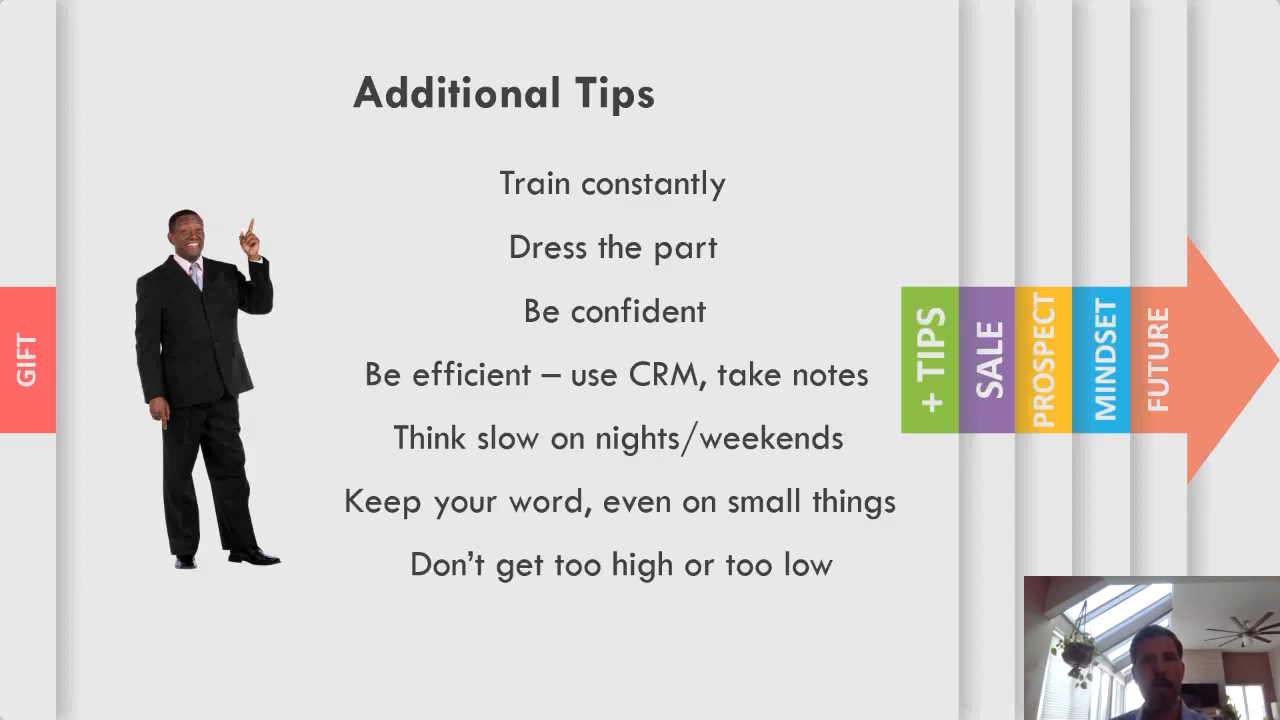 Additional Tips
Train constantly
Dress the part
Be confident
Be efficient – use CRM, take notes
Think slow on nights/weekends
Keep your word, even on small things
Don’t get too high or too low
GIFT
+ TIPS
SALE
PROSPECT
MINDSET
FUTURE